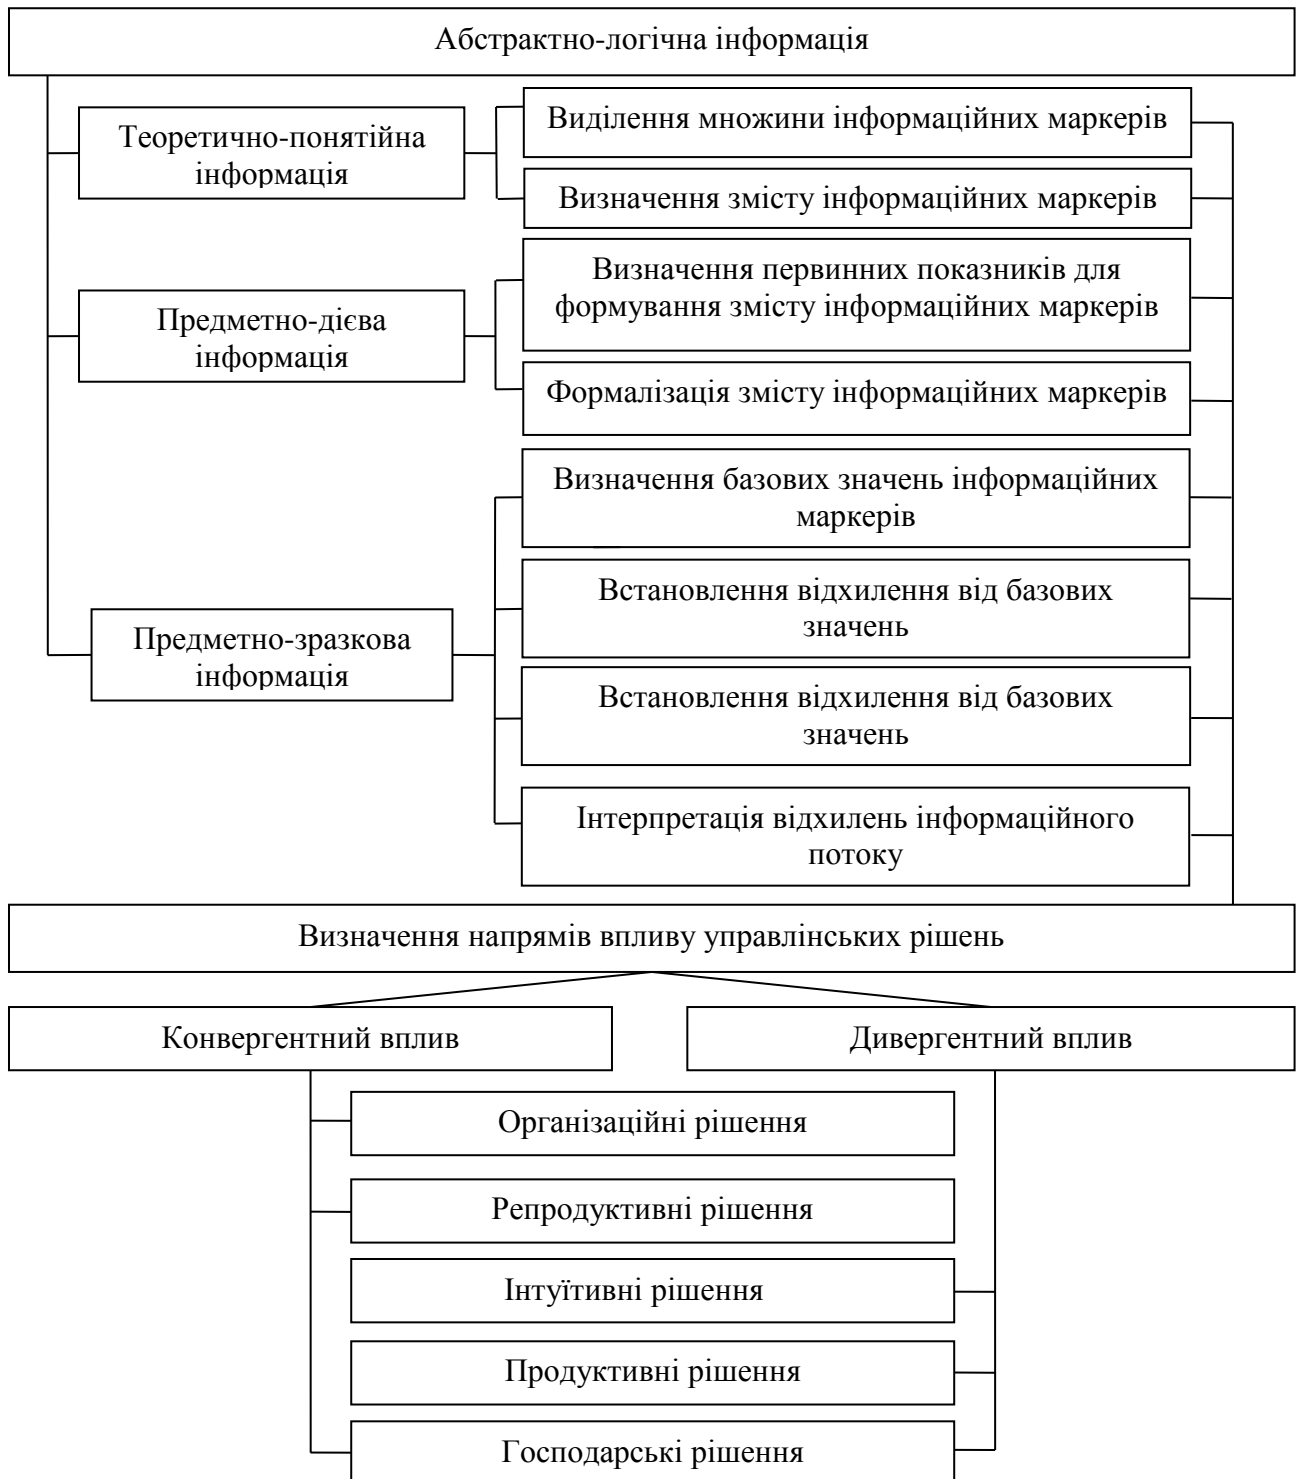 Абстрактно-логічна інформація
Теоретично-понятійна
інформація
Виділення множини інформаційних маркерів
Визначення змісту інформаційних маркерів
Предметно-дієва
інформація
Визначення первинних показників для
формування змісту інформаційних маркерів
Формалізація змісту інформаційних маркерів
Предметно-зразкова
інформація
Визначення базових значень інформаційних
маркерів
Встановлення відхилення від базових
значень
Встановлення відхилення від базових
значень
Інтерпретація відхилень інформаційного
потоку
Визначення напрямів впливу управлінських рішень
Конвергентний вплив
Дивергентний вплив
Організаційні рішення
Репродуктивні рішення
Інтуїтивні рішення
Продуктивні рішення
Господарські рішення